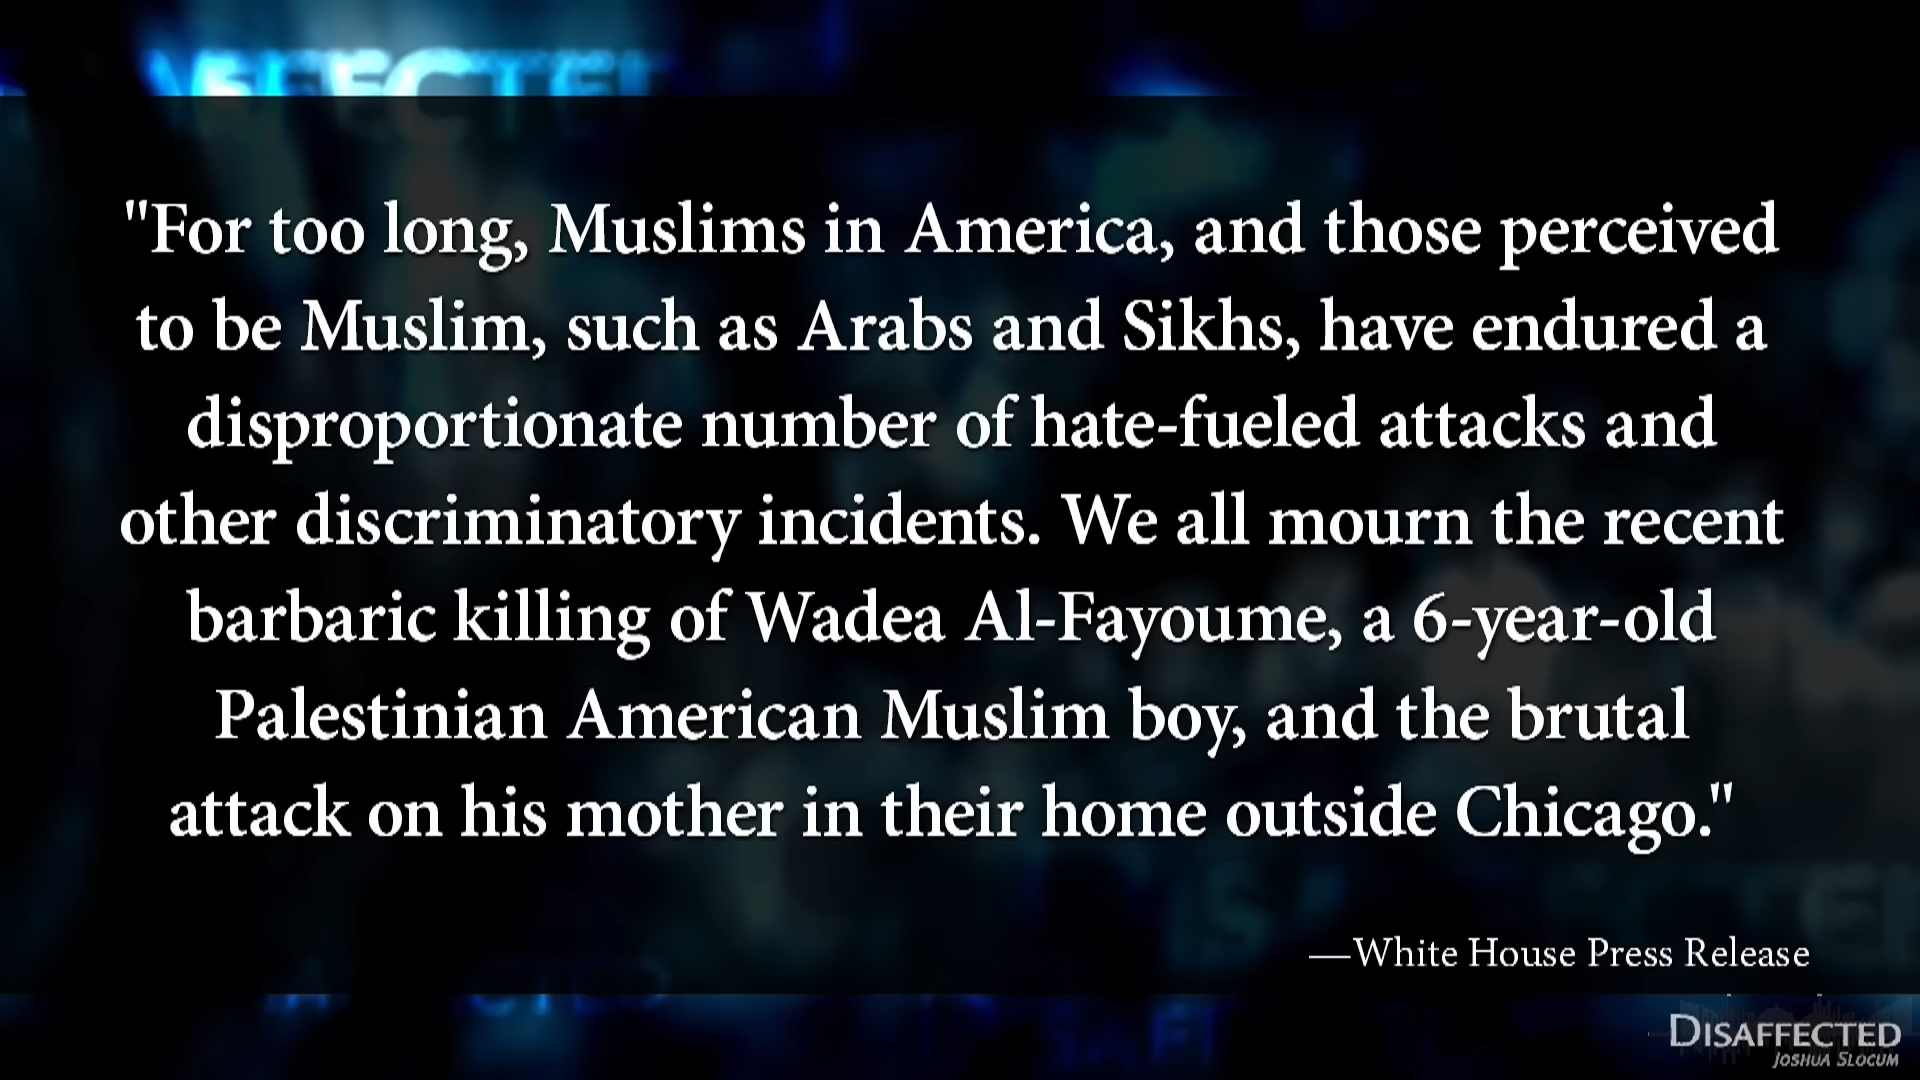 AFFECTED
"For too long, Muslims in America, and those perceived
to be Muslim, such as Arabs and Sikhs, have endured a
disproportionate number of hate-fueled attacks and
other discriminatory incidents. We all mourn the recent
barbaric killing of Wadea Al-Fayoume, a 6-year-old
Palestinian American Muslim boy, and the brutal
attack on his mother in their home outside Chicago."
—White House Press Release
DISAFFECTED
JOSHUA SLOCUM